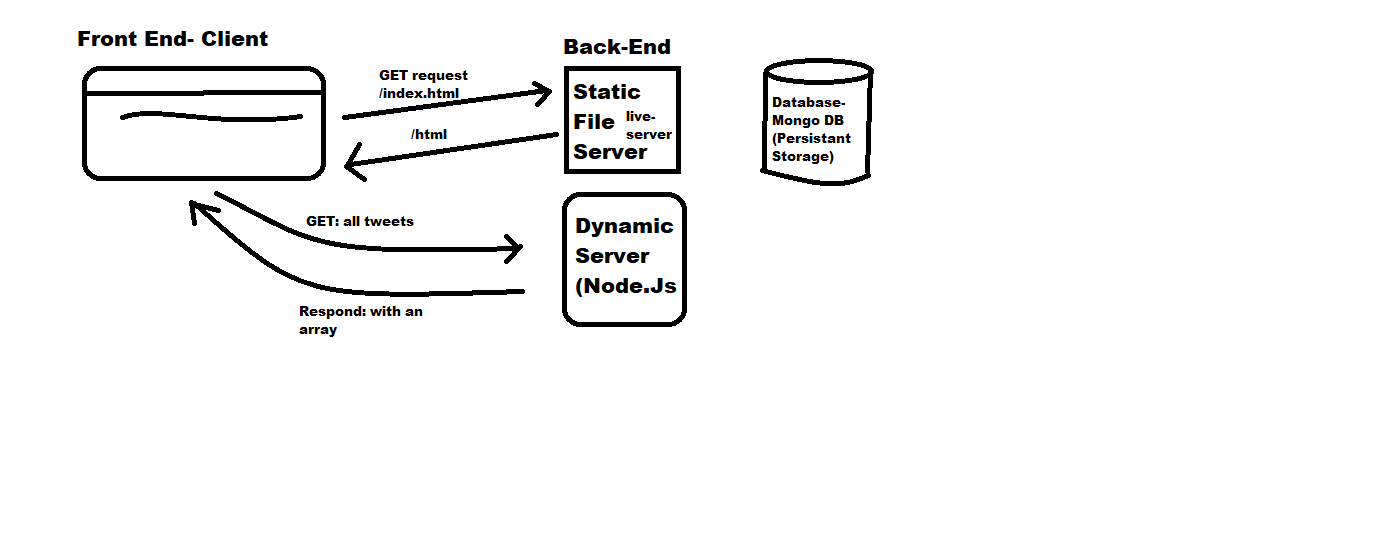 Front End- Client
GET request
/index.html
/html
Back-End
Static
File live-
server
Server
Database-
Mongo DB
(Persistant
Storage)
GET: all tweets
Respond: with an
array
Dynamic
Server
(Node.Js